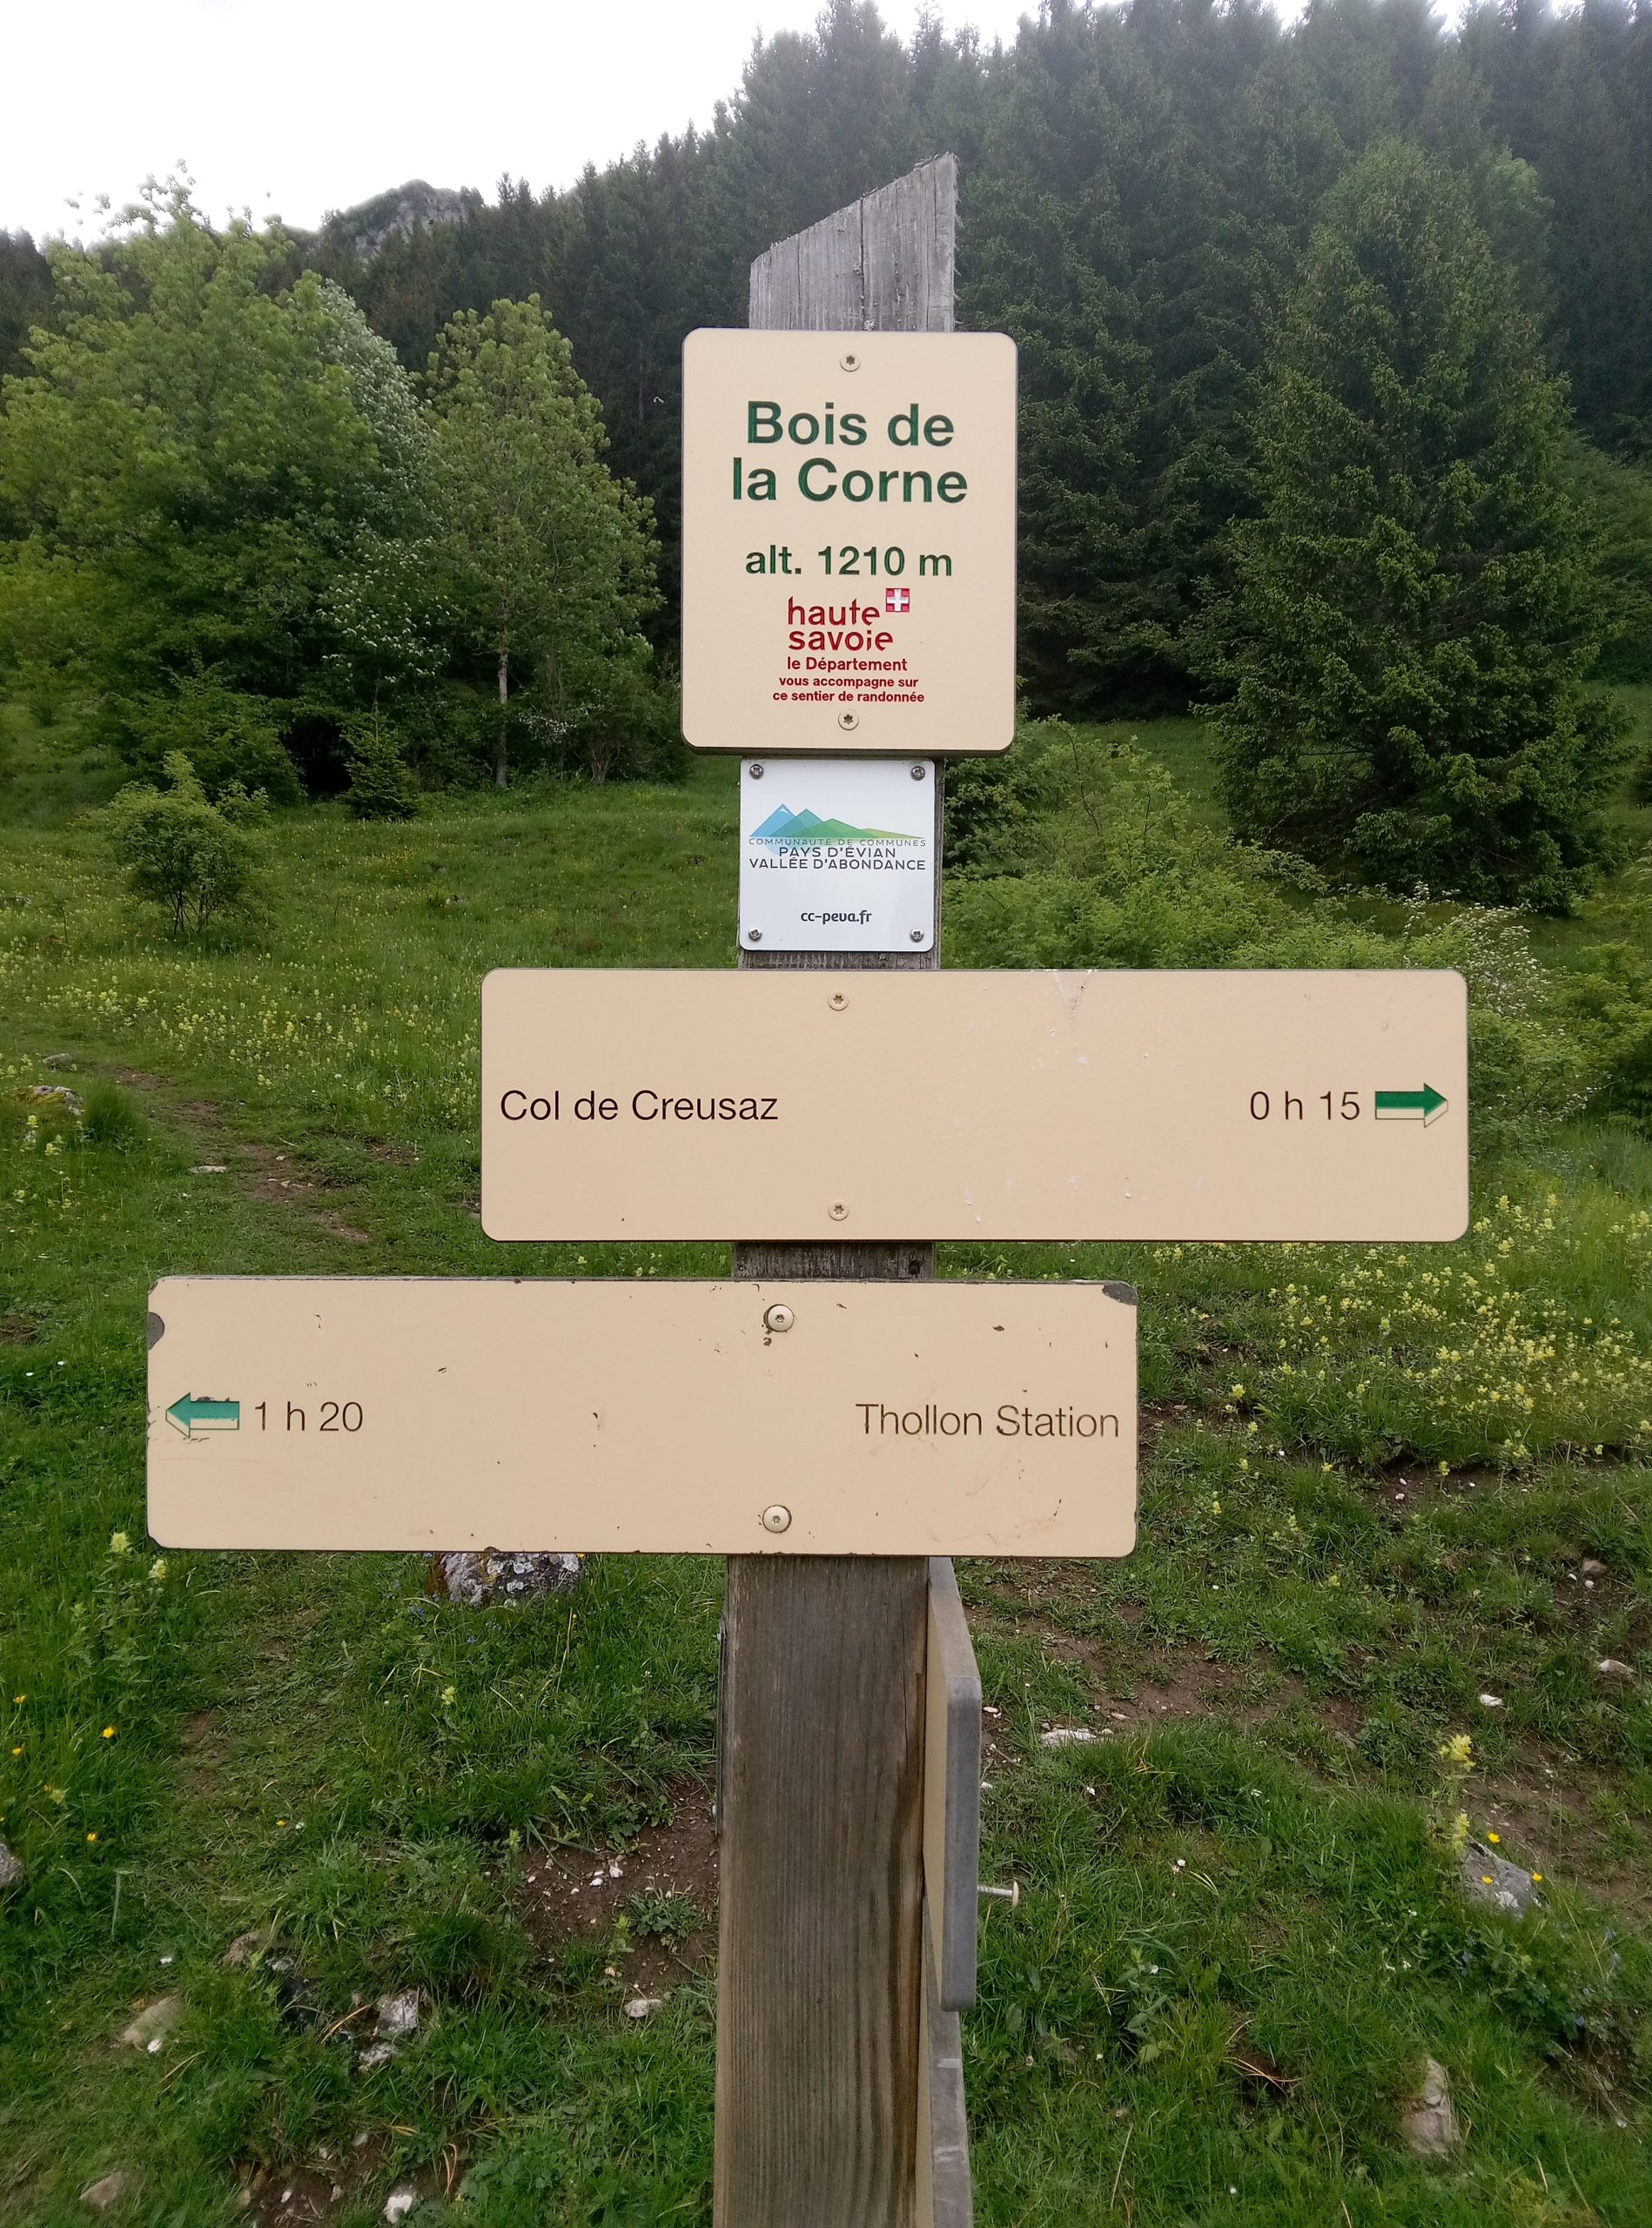 Bois de
la Corne
alt. 1210 m
haute
savoie
le Département
vous accompagne sur
ce sentier de randonnée
COMMUNAUTÉ DE COMMUNES
PAYS D'ÉVIAN
VALLÉE D'ABONDANCE
cc-peva.fr
Col de Creusaz 0 h 15
1 h 20 Thollon Station